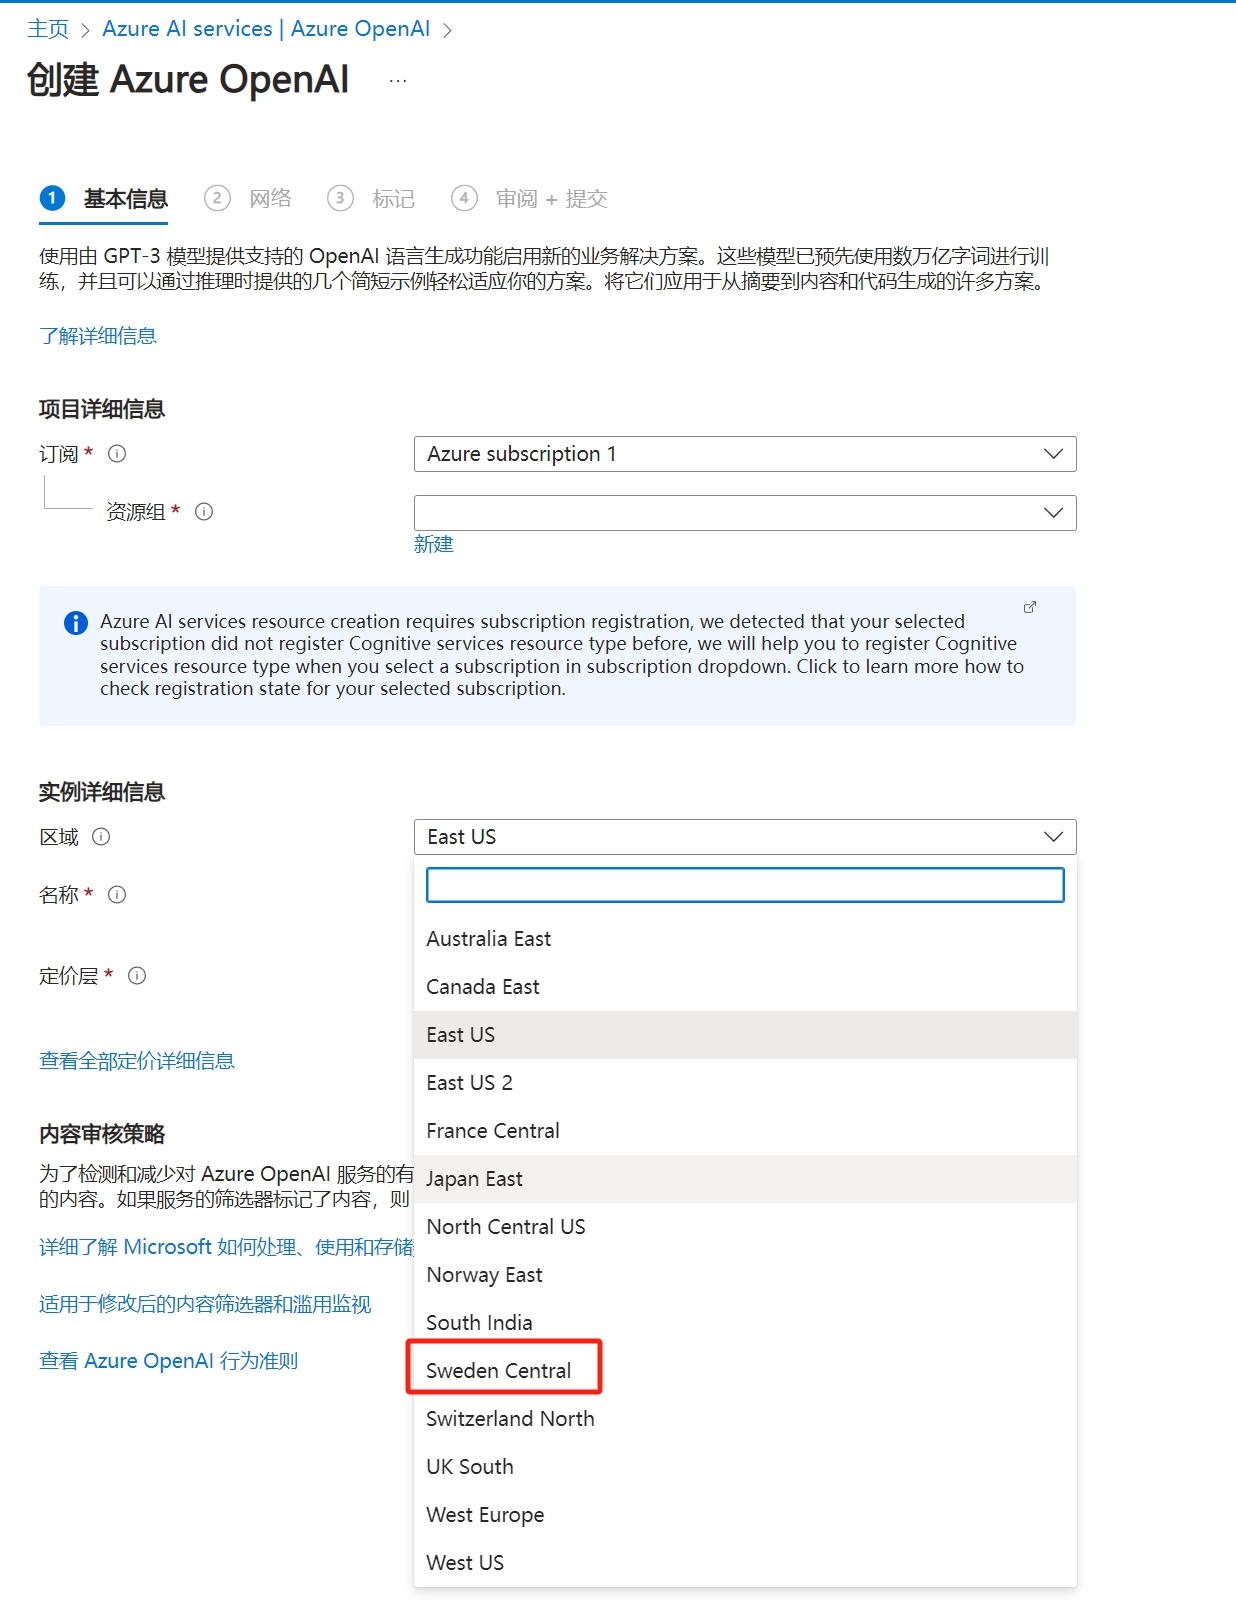 主页 > Azure AI services | Azure OpenAI >
创建 Azure OpenAI ...
1 基本信息 2 网络 3 标记 4 审阅 + 提交
使用由 GPT-3 模型提供支持的 OpenAI 语言生成功能启用新的业务解决方案。这些模型已预先使用数万亿字词进行训
练，并且可以通过推理时提供的几个简短示例轻松适应你的方案。将它们应用于从摘要到内容和代码生成的许多方案。
了解详细信息
项目详细信息
订阅 * Azure subscription 1
资源组 *
新建
Azure AI services resource creation requires subscription registration, we detected that your selected
subscription did not register Cognitive services resource type before, we will help you to register Cognitive
services resource type when you select a subscription in subscription dropdown. Click to learn more how to
check registration state for your selected subscription.
实例详细信息
区域 East US
名称 *
定价层 *
查看全部定价详细信息
内容审核策略
为了检测和减少对 Azure OpenAI 服务的有
的内容。如果服务的筛选器标记了内容，则
详细了解 Microsoft 如何处理、使用和存储
适用于修改后的内容筛选器和滥用监视
查看 Azure OpenAI 行为准则
Australia East
Canada East
East US
East US 2
France Central
Japan East
North Central US
Norway East
South India
Sweden Central
Switzerland North
UK South
West Europe
West US